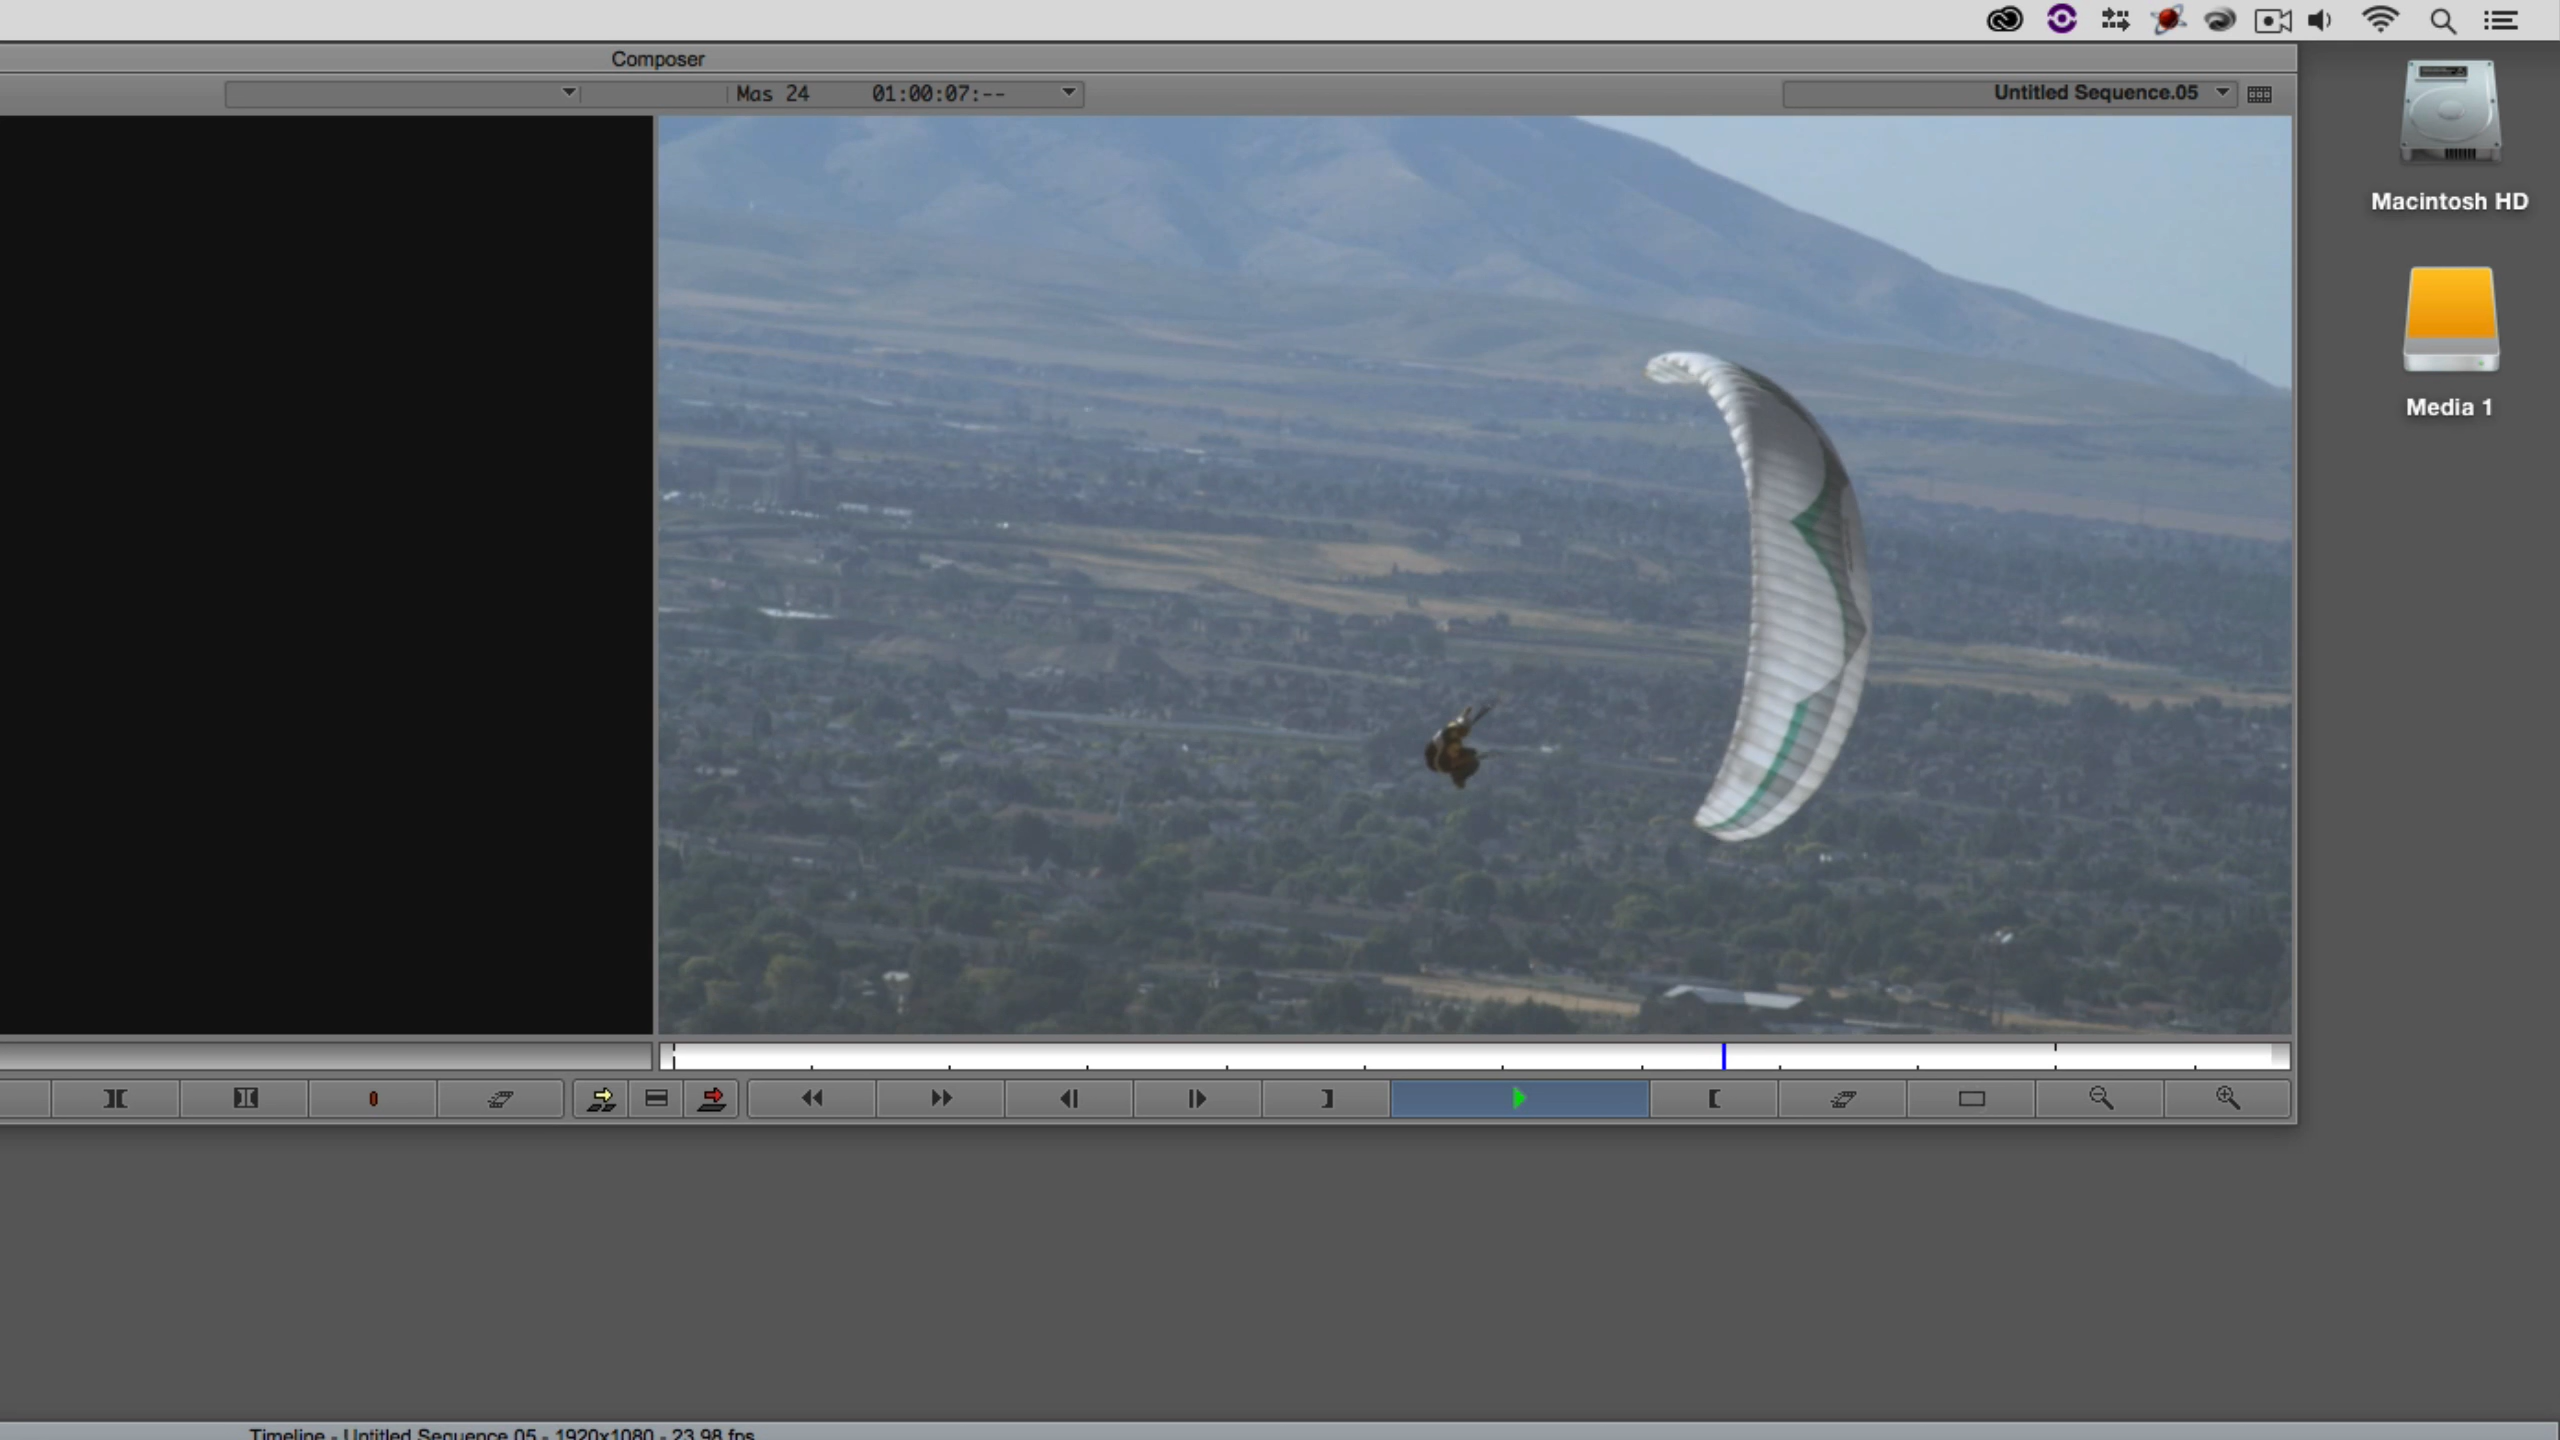 Composer
Mas 24 01:00:07:--
Untitled Sequence.05
Macintosh HD
Media 1
Timeline - Untitled Sequence.05 - 1920x1080 - 23.98 fps